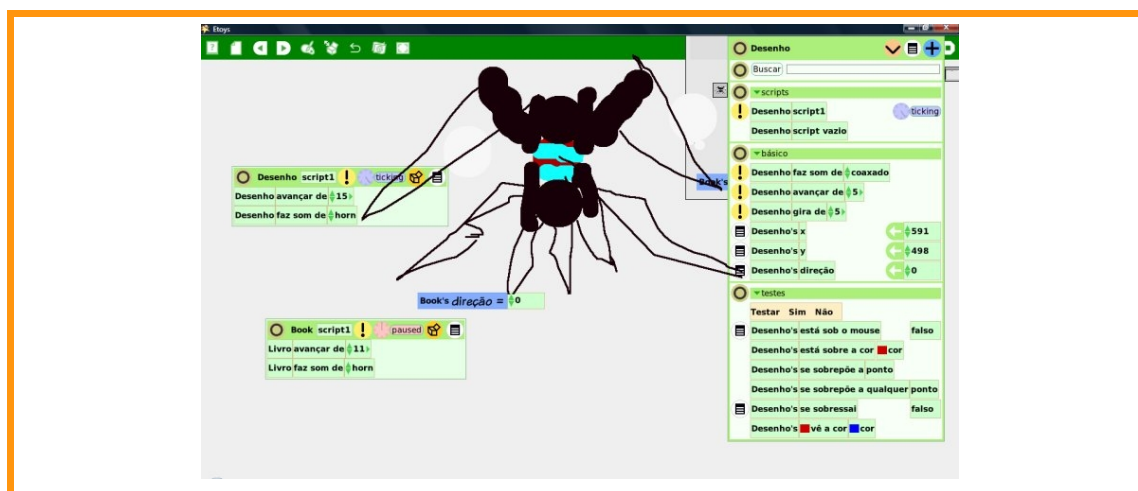 Etoys
Desenho script1 ! ticking
Desenho avançar de 15
Desenho faz som de horn
Book's direção = 0
Book script1 ! paused
Livro avançar de 11
Livro faz som de horn
Book's
Desenho
Buscar
scripts
! Desenho script1 ticking
Desenho script vazio
básico
! Desenho faz som de coaxado
! Desenho avançar de 5
! Desenho gira de 5
Desenho's x 591
Desenho's y 498
Desenho's direção 0
testes
Testar Sim Não
Desenho's está sob o mouse falso
Desenho's está sobre a cor cor
Desenho's se sobrepõe a ponto
Desenho's se sobrepõe a qualquer ponto
Desenho's se sobressai falso
Desenho's vê a cor cor